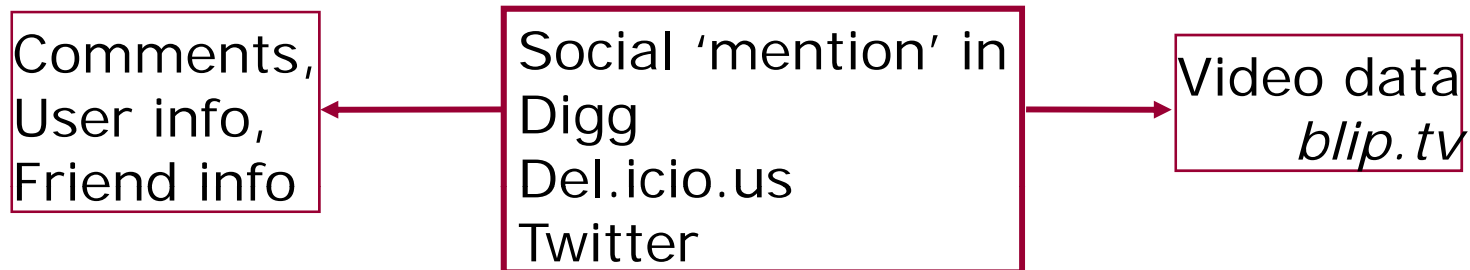 Comments,
User info,
Friend info
Social ‘mention’ in
Digg
Del.icio.us
Twitter
Video data
blip.tv